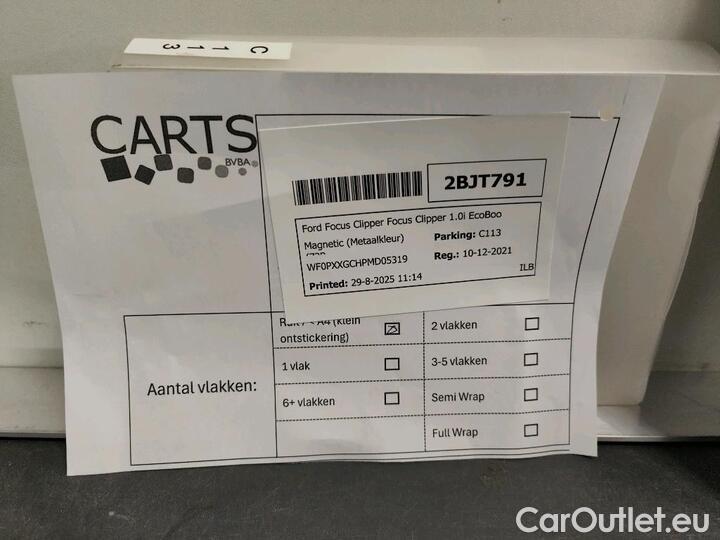 C 1 1 3
CARTS
BVBA®
2BJT791
Ford Focus Clipper Focus Clipper 1.0i EcoBoo
Magnetic (Metaalkleur)
Parking: C113
WF0PXXGCHPMD05319
Reg.: 10-12-2021
Printed: 29-8-2025 11:14
ILB
Aantal vlakken:
A4 (klein
ontstickering)
2 vlakken
1 vlak
3-5 vlakken
6+ vlakken
Semi Wrap
Full Wrap
CarOutlet.eu